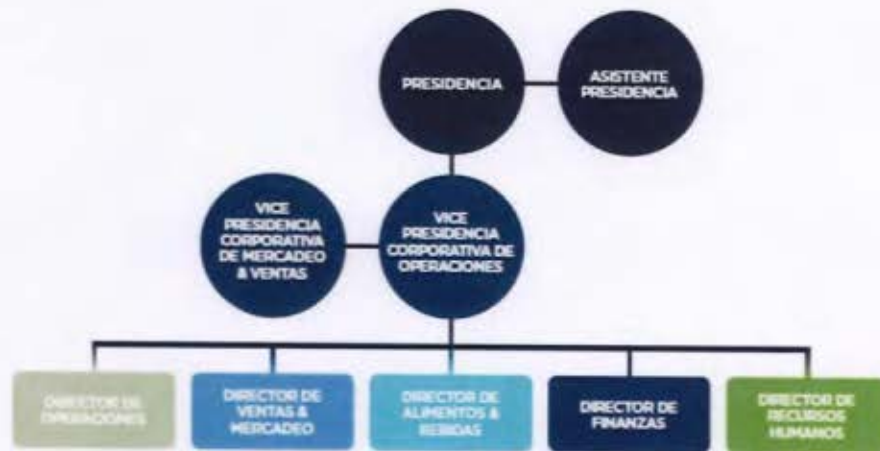 PRESIDENCIA
ASISTENTE
PRESIDENCIA
VICE
PRESIDENCIA
CORPORATIVA
DE MERCADEO
& VENTAS
VICE
PRESIDENCIA
CORPORATIVA DE
OPERACIONES
DIRECTOR DE
OPERACIONES
DIRECTOR DE
VENTAS &
MERCADEO
DIRECTOR DE
ALIMENTOS &
BEBIDAS
DIRECTOR DE
FINANZAS
DIRECTOR DE
RECURSOS
HUMANOS